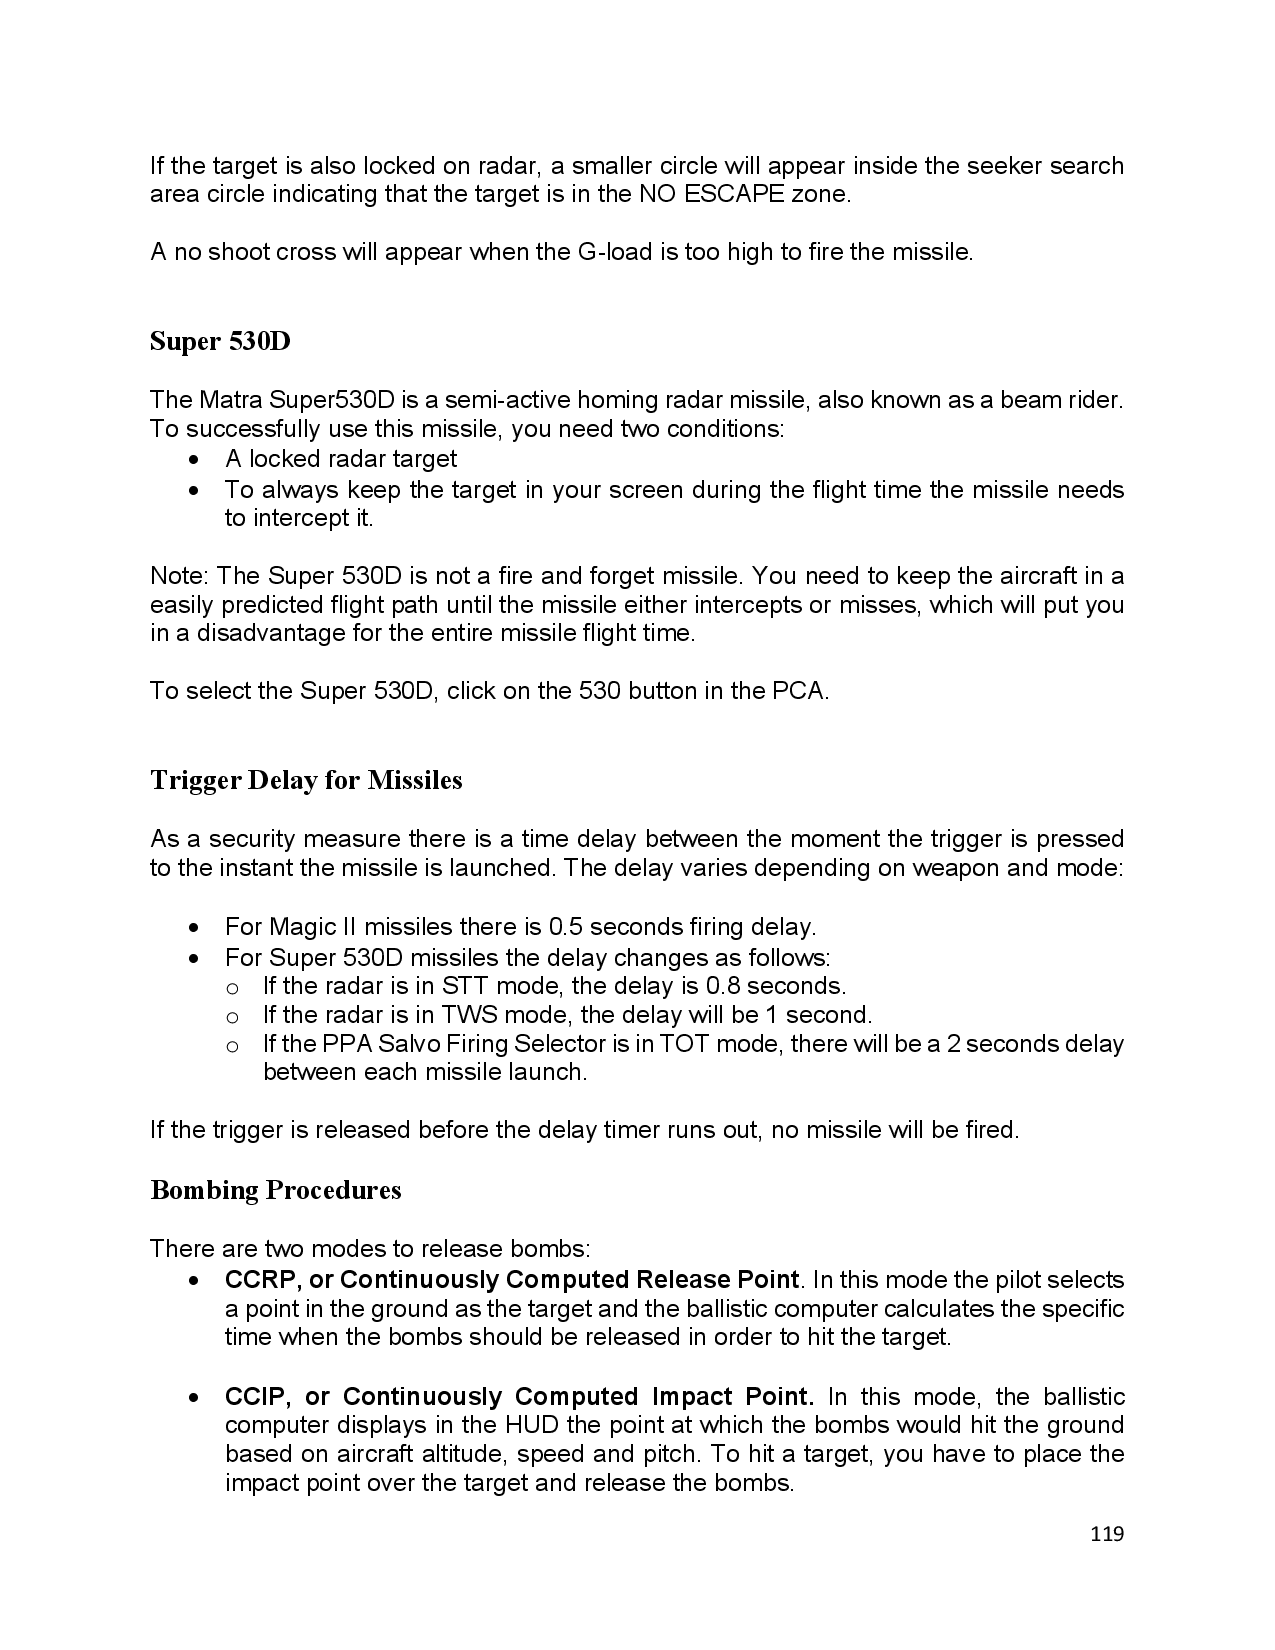 If the target is also locked on radar, a smaller circle will appear inside the seeker search
area circle indicating that the target is in the NO ESCAPE zone.
A no shoot cross will appear when the G-load is too high to fire the missile.
Super 530D
The Matra Super530D is a semi-active homing radar missile, also known as a beam rider.
To successfully use this missile, you need two conditions:
• A locked radar target
• To always keep the target in your screen during the flight time the missile needs
to intercept it.
Note: The Super 530D is not a fire and forget missile. You need to keep the aircraft in a
easily predicted flight path until the missile either intercepts or misses, which will put you
in a disadvantage for the entire missile flight time.
To select the Super 530D, click on the 530 button in the PCA.
Trigger Delay for Missiles
As a security measure there is a time delay between the moment the trigger is pressed
to the instant the missile is launched. The delay varies depending on weapon and mode:
• For Magic II missiles there is 0.5 seconds firing delay.
• For Super 530D missiles the delay changes as follows:
o If the radar is in STT mode, the delay is 0.8 seconds.
o If the radar is in TWS mode, the delay will be 1 second.
o If the PPA Salvo Firing Selector is in TOT mode, there will be a 2 seconds delay
between each missile launch.
If the trigger is released before the delay timer runs out, no missile will be fired.
Bombing Procedures
There are two modes to release bombs:
• CCRP, or Continuously Computed Release Point. In this mode the pilot selects
a point in the ground as the target and the ballistic computer calculates the specific
time when the bombs should be released in order to hit the target.
• CCIP, or Continuously Computed Impact Point. In this mode, the ballistic
computer displays in the HUD the point at which the bombs would hit the ground
based on aircraft altitude, speed and pitch. To hit a target, you have to place the
impact point over the target and release the bombs.
119